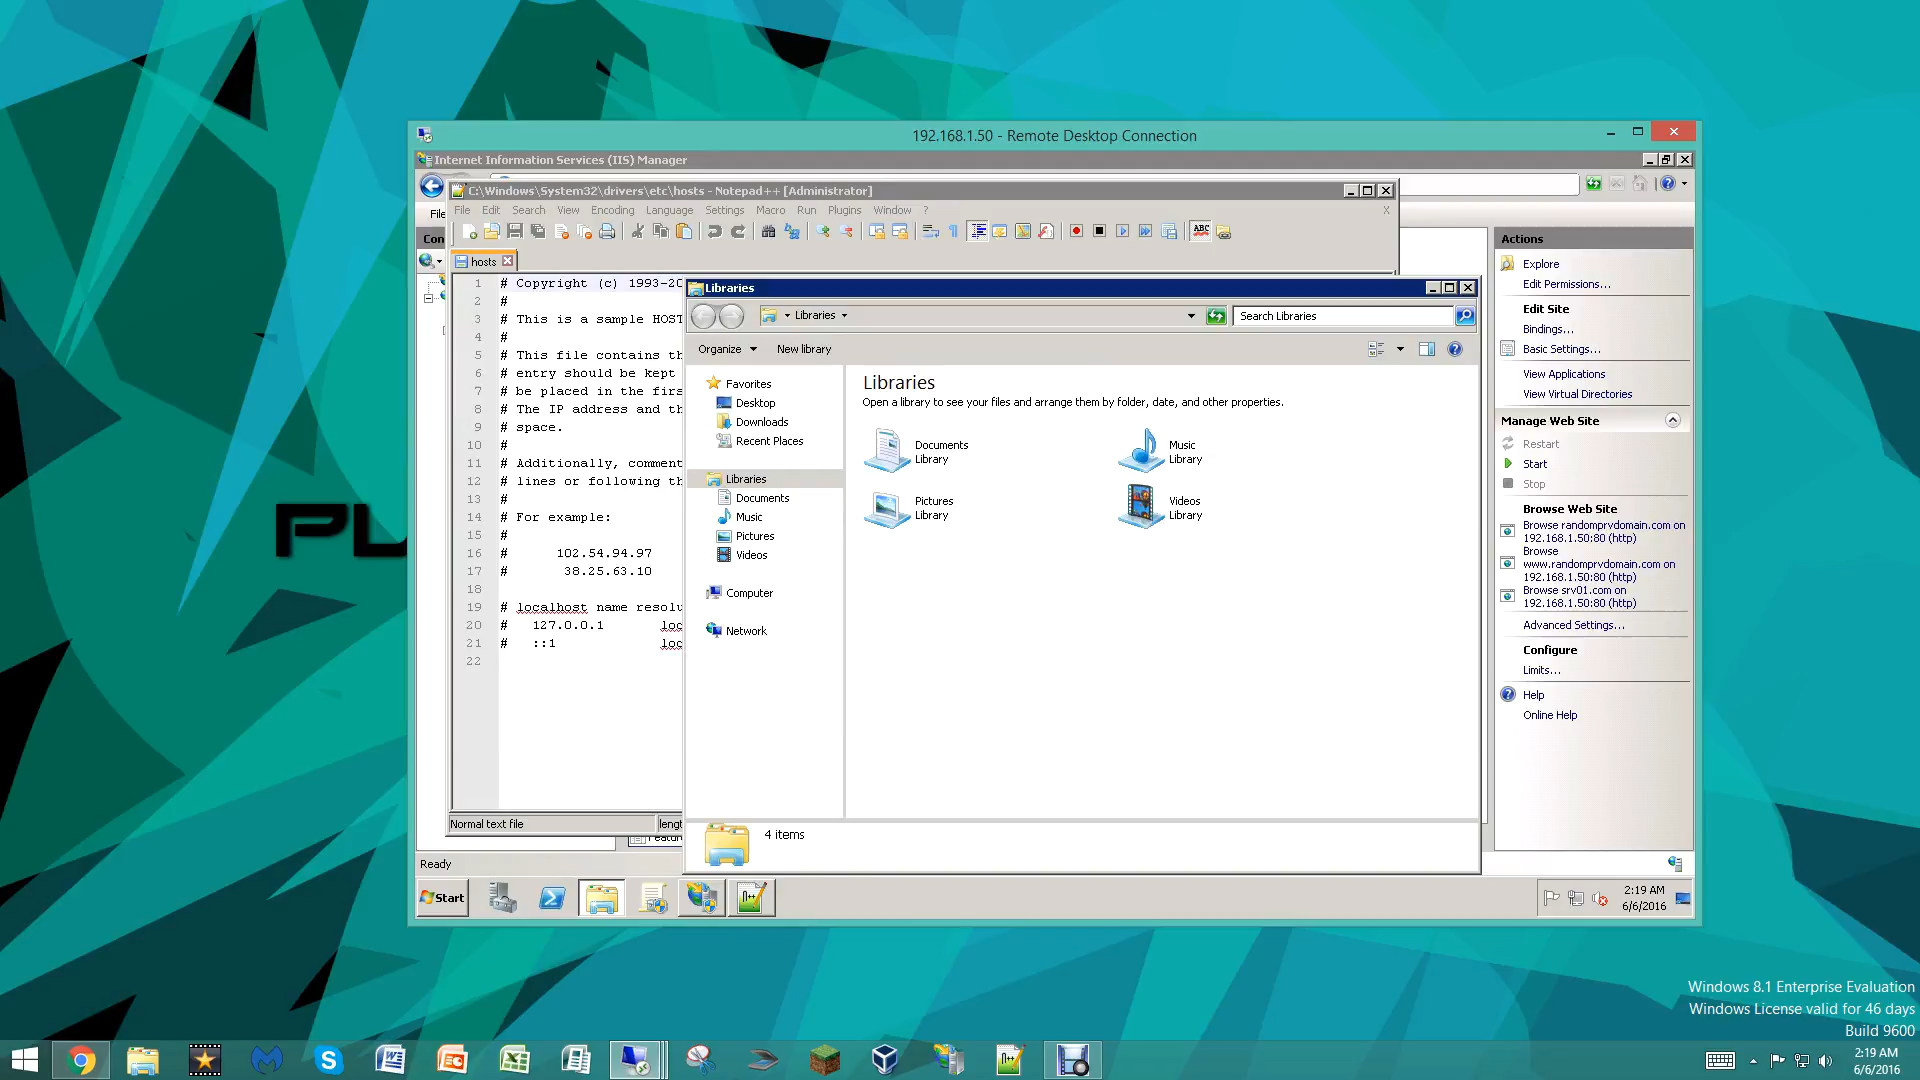 192.168.1.50 - Remote Desktop Connection
Internet Information Services (IIS) Manager
C:\Windows\System32\drivers\etc\hosts - Notepad++ [Administrator]
File Edit Search View Encoding Language Settings Macro Run Plugins Window ? X
hosts
1 # Copyright (c) 1993-20
2 #
3 # This is a sample HOST
4 #
5 # This file contains th
6 # entry should be kept
7 # be placed in the firs
8 # The IP address and th
9 # space.
10 #
11 # Additionally, comment
12 # lines or following th
13 #
14 # For example:
15 #
16 # 102.54.94.97
17 # 38.25.63.10
18
19 # localhost name resolu
20 # 127.0.0.1 loc
21 # ::1 loc
22
Normal text file
Ready
Libraries
Libraries
Search Libraries
Organize New library
Favorites
Desktop
Downloads
Recent Places
Libraries
Documents
Music
Pictures
Videos
Computer
Network
Libraries
Open a library to see your files and arrange them by folder, date, and other properties.
Documents
Library
Music
Library
Pictures
Library
Videos
Library
4 items
Actions
Explore
Edit Permissions...
Edit Site
Bindings...
Basic Settings...
View Applications
View Virtual Directories
Manage Web Site
Restart
Start
Stop
Browse Web Site
Browse randomprvdomain.com on
192.168.1.50:80 (http)
Browse
www.randomprvdomain.com on
192.168.1.50:80 (http)
Browse srv01.com on
192.168.1.50:80 (http)
Advanced Settings...
Configure
Limits...
Help
Online Help
Start
2:19 AM
6/6/2016
Windows 8.1 Enterprise Evaluation
Windows License valid for 46 days
Build 9600
2:19 AM
6/6/2016